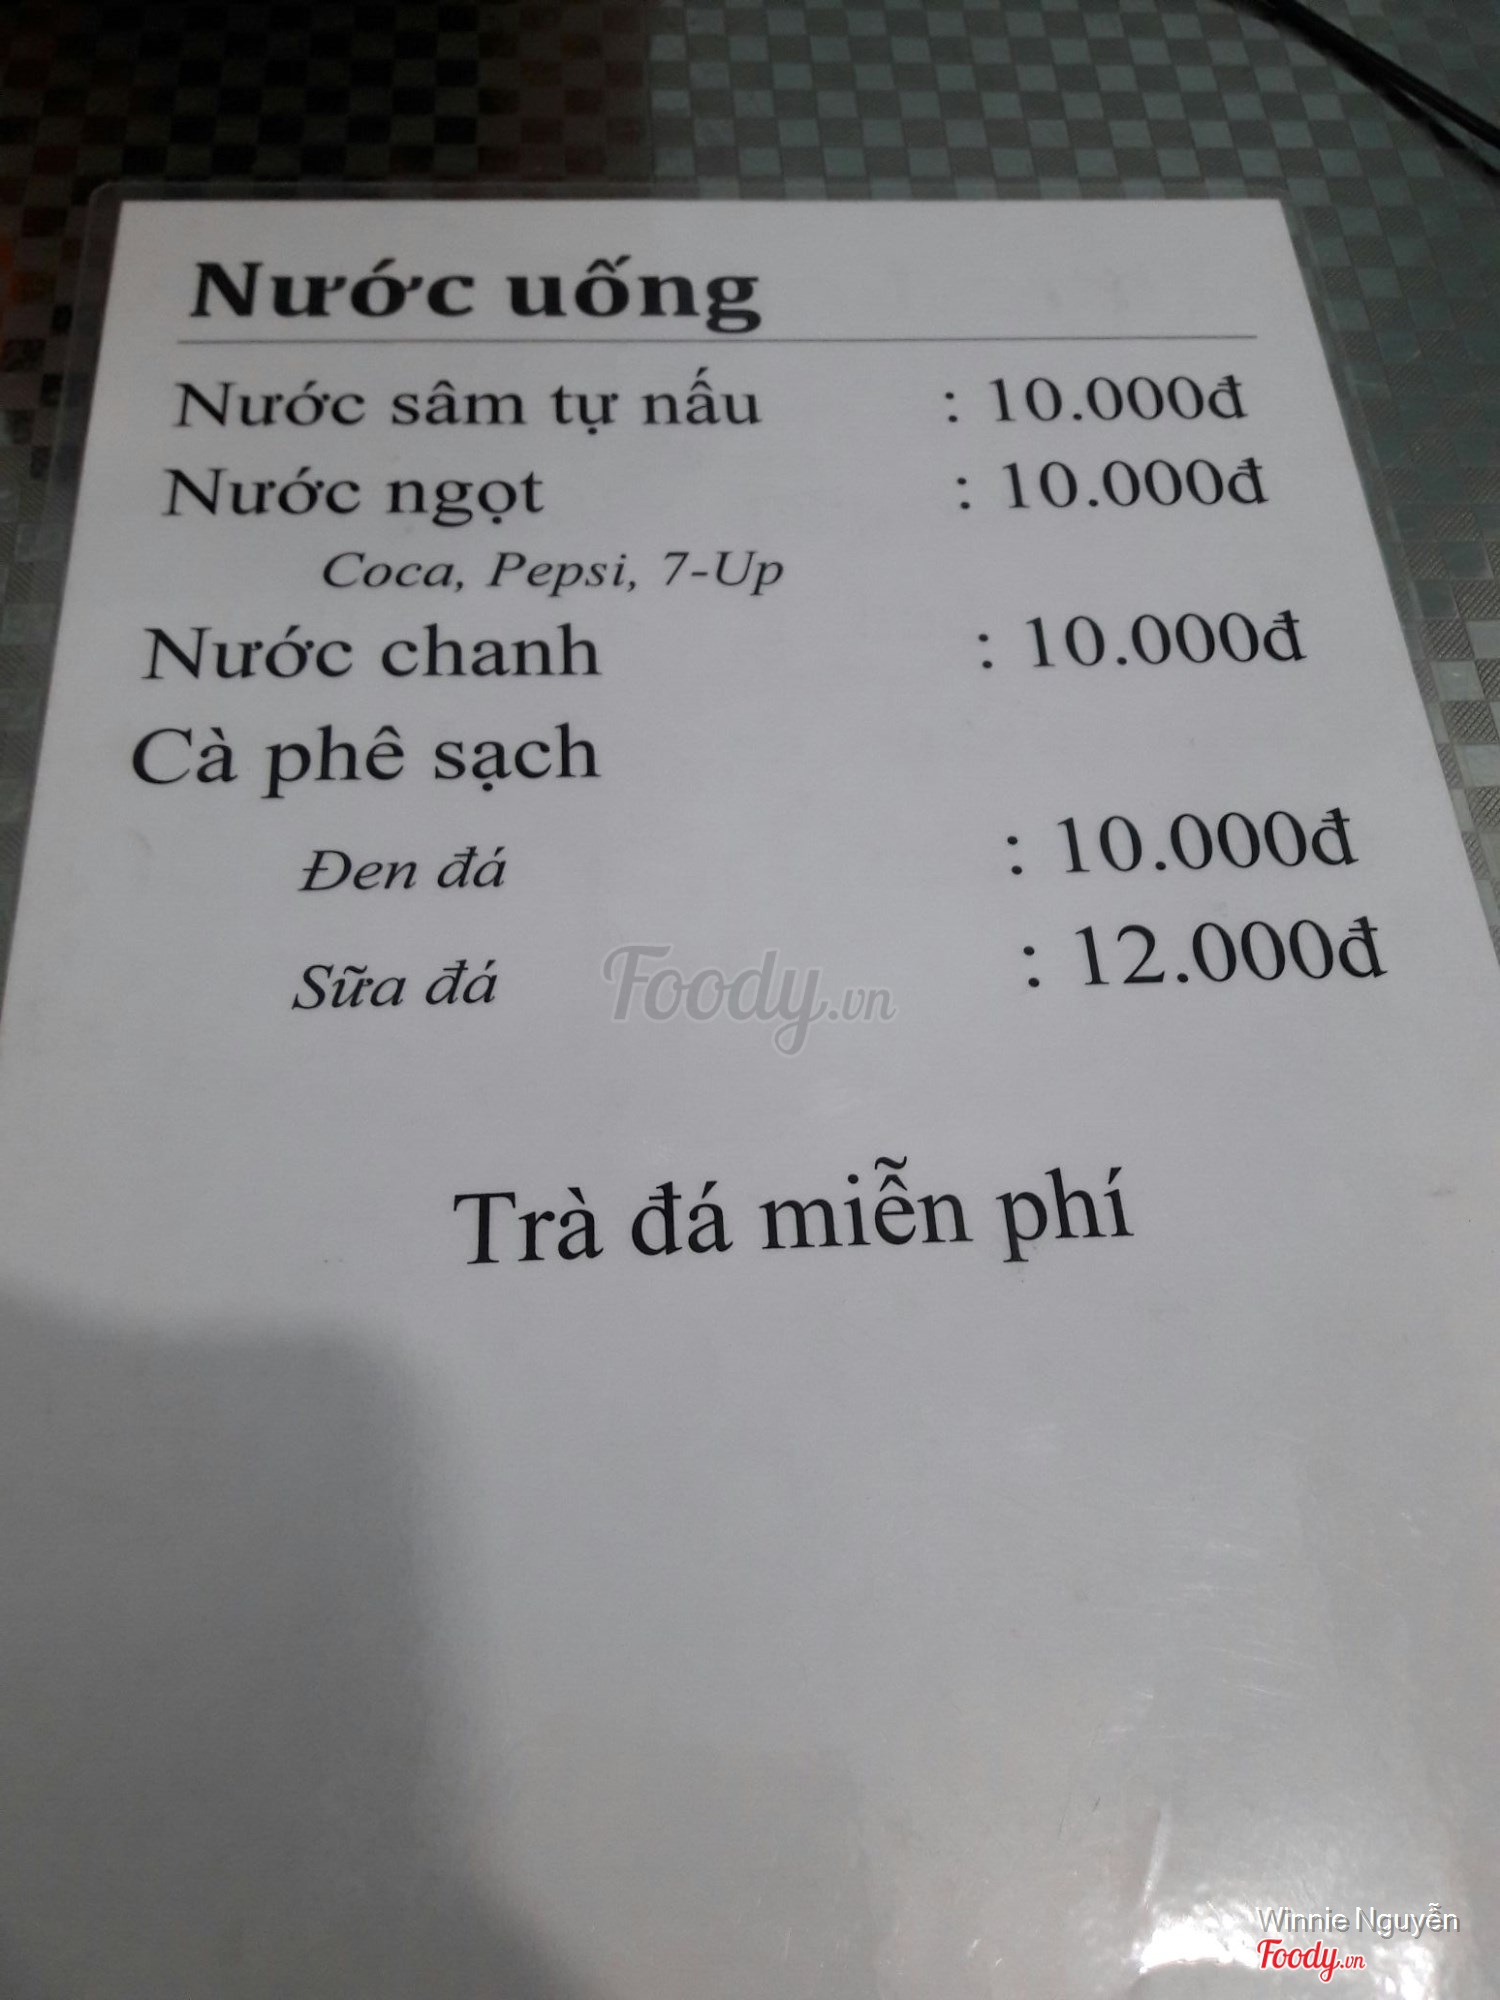 Nước uống
Nước sâm tự nấu : 10.000đ
Nước ngọt : 10.000đ
Coca, Pepsi, 7-Up
Nước chanh : 10.000đ
Cà phê sạch
Đen đá : 10.000đ
Sữa đá : 12.000đ
Foody.vn
Trà đá miễn phí
Winnie Nguyễn
Foody.vn